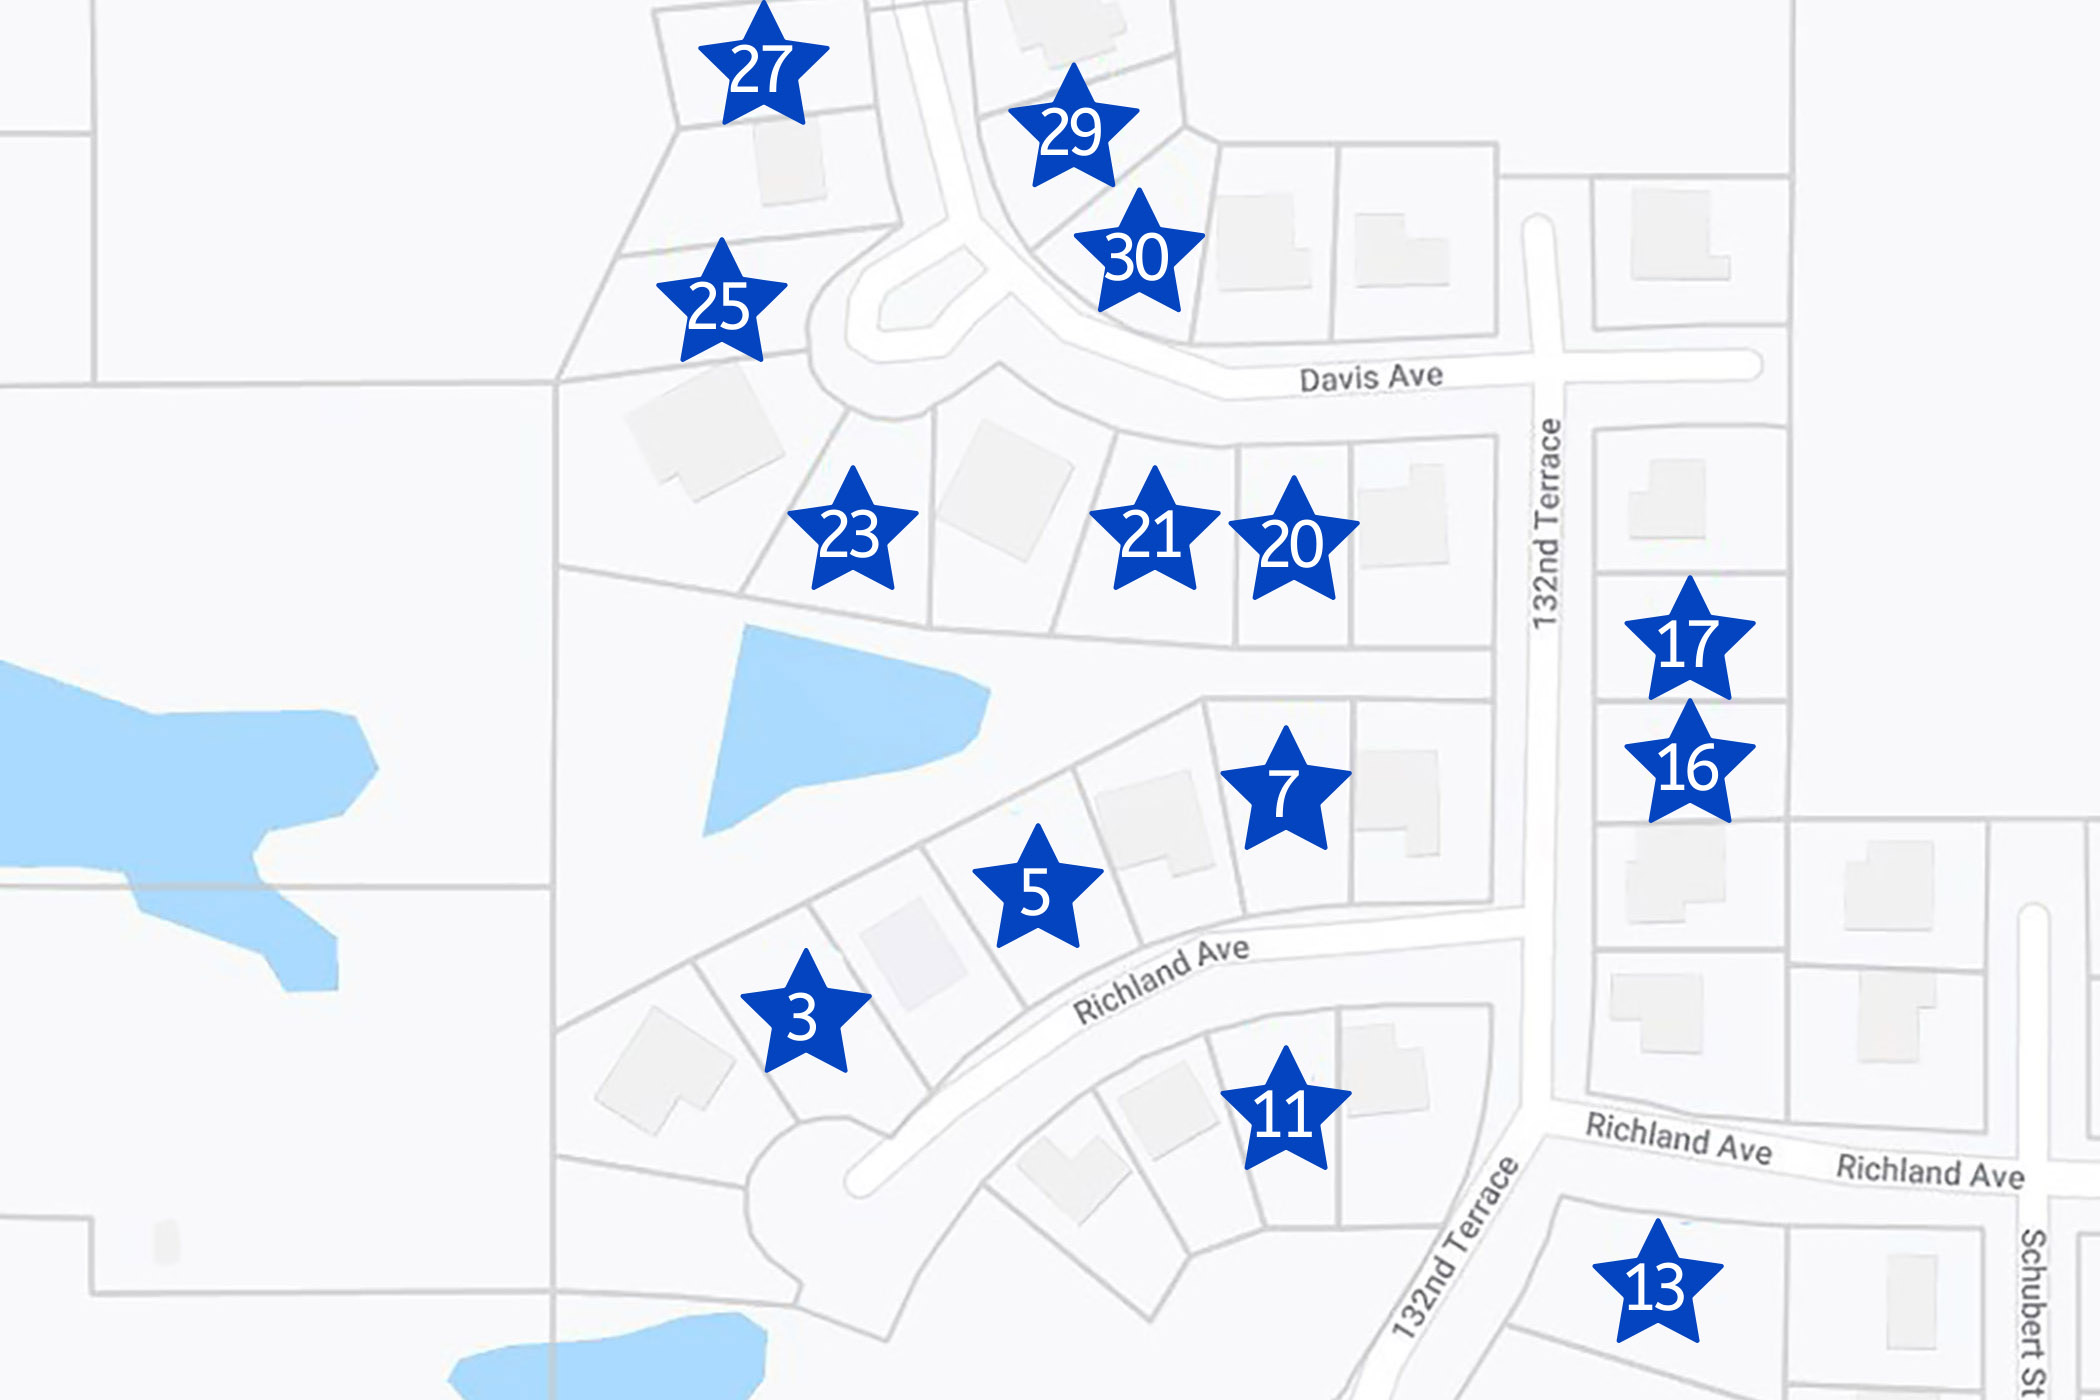 27
29
30
25
Davis Ave
132nd Terrace
23
21
20
17
16
7
5
Richland Ave
3
11
Richland Ave
Richland Ave
132nd Terrace
13
Schubert St